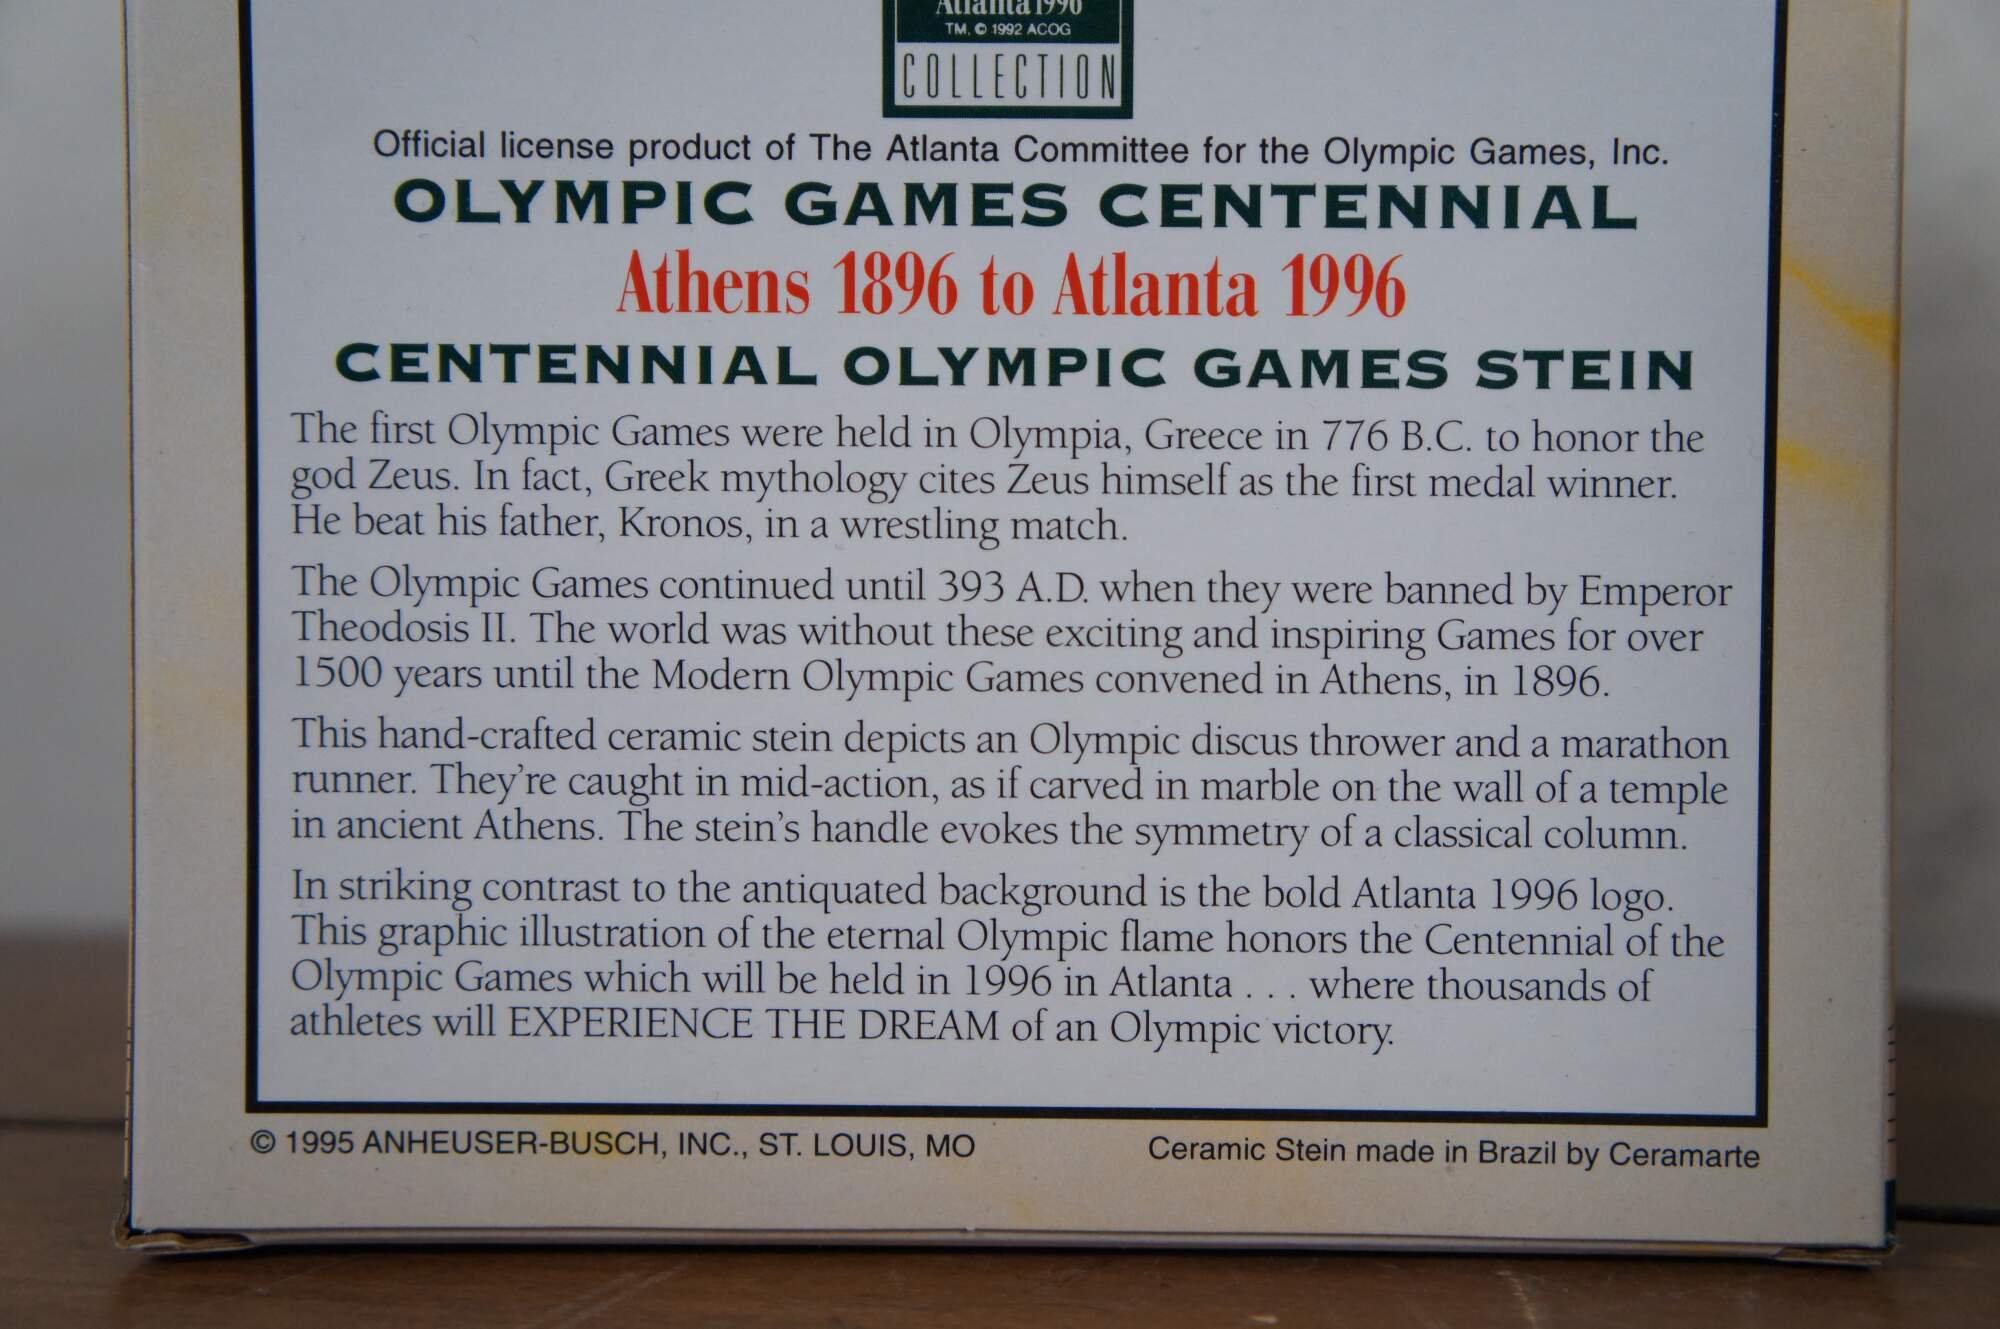 Atlanta 1996
TM, © 1992 ACOG
COLLECTION
Official license product of The Atlanta Committee for the Olympic Games, Inc.
OLYMPIC GAMES CENTENNIAL
Athens 1896 to Atlanta 1996
CENTENNIAL OLYMPIC GAMES STEIN
The first Olympic Games were held in Olympia, Greece in 776 B.C. to honor the
god Zeus. In fact, Greek mythology cites Zeus himself as the first medal winner.
He beat his father, Kronos, in a wrestling match.
The Olympic Games continued until 393 A.D. when they were banned by Emperor
Theodosis II. The world was without these exciting and inspiring Games for over
1500 years until the Modern Olympic Games convened in Athens, in 1896.
This hand-crafted ceramic stein depicts an Olympic discus thrower and a marathon
runner. They're caught in mid-action, as if carved in marble on the wall of a temple
in ancient Athens. The stein's handle evokes the symmetry of a classical column.
In striking contrast to the antiquated background is the bold Atlanta 1996 logo.
This graphic illustration of the eternal Olympic flame honors the Centennial of the
Olympic Games which will be held in 1996 in Atlanta . . . where thousands of
athletes will EXPERIENCE THE DREAM of an Olympic victory.
© 1995 ANHEUSER-BUSCH, INC., ST. LOUIS, MO
Ceramic Stein made in Brazil by Ceramarte